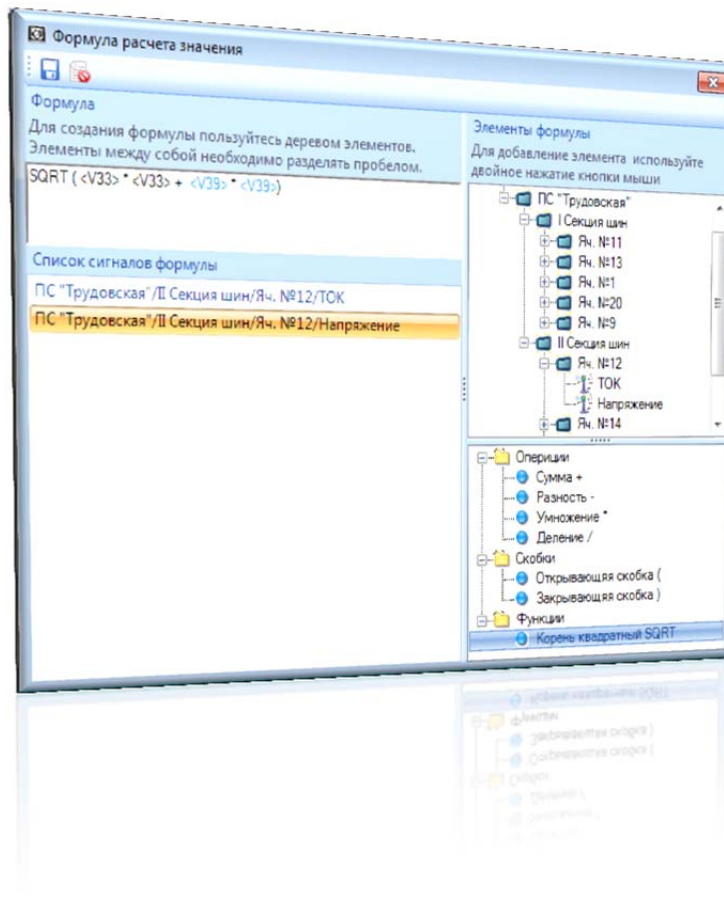 Формула расчета значения
Формула
Для создания формулы пользуйтесь деревом элементов.
Элементы между собой необходимо разделять пробелом.
SQRT ( <V33> * <V33> + <V39> * <V39>)
Список сигналов формулы
ПС "Трудовская"/II Секция шин/Яч. №12/ТОК
ПС "Трудовская"/II Секция шин/Яч. №12/Напряжение
Элементы формулы
Для добавление элемента используйте
двойное нажатие кнопки мыши
ПС "Трудовская"
I Секция шин
Яч. №11
Яч. №13
Яч. №1
Яч. №20
Яч. №9
II Секция шин
Яч. №12
ТОК
Напряжение
Яч. №14
Опериции
Сумма +
Разность -
Умножение *
Деление /
Скобки
Открывающая скобка (
Закрывающая скобка )
Функции
Корень квадратный SQRT